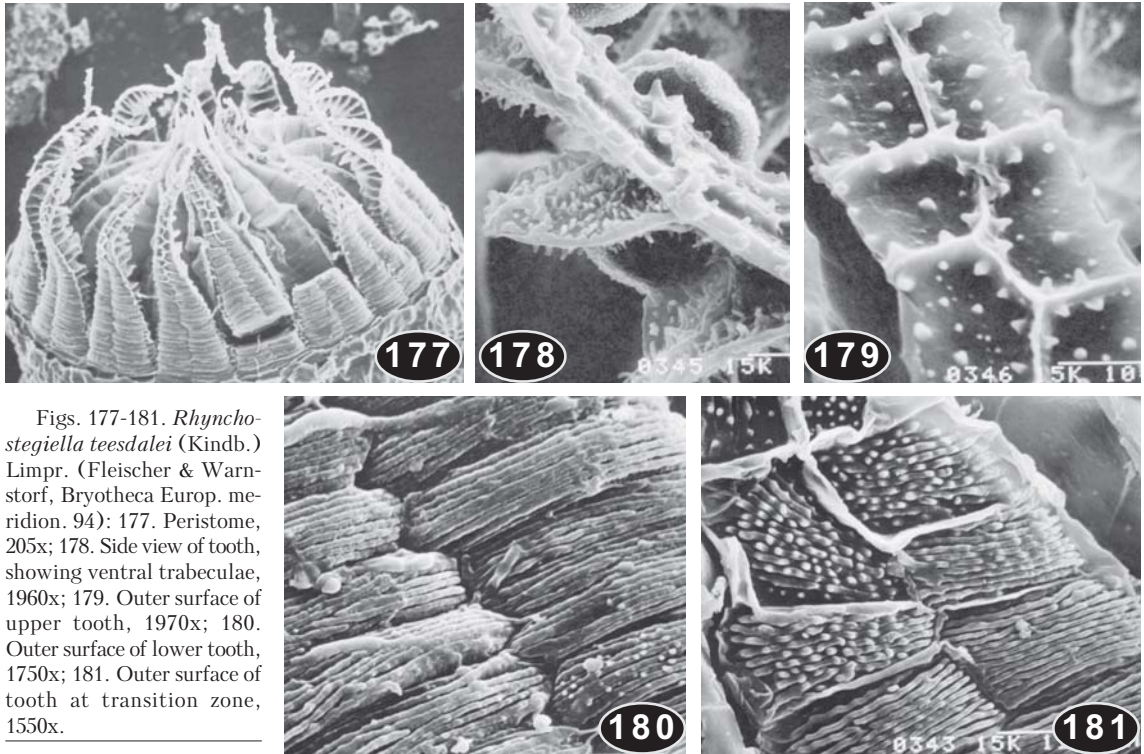 177
178
0345 15K
179
0346 15K 10
Figs. 177-181. Rhyncho-
stegiella teesdalei (Kindb.)
Limpr. (Fleischer & Warn-
storf, Bryotheca Europ. me-
ridion. 94): 177. Peristome,
205x; 178. Side view of tooth,
showing ventral trabeculae,
1960x; 179. Outer surface of
upper tooth, 1970x; 180.
Outer surface of lower tooth,
1750x; 181. Outer surface of
tooth at transition zone,
1550x.
180
181
0343 15K 1